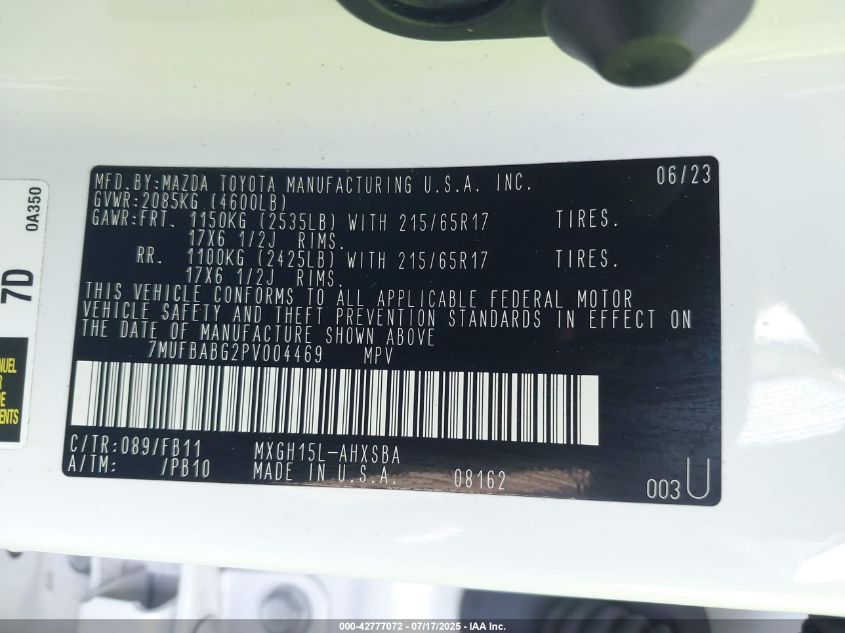 MFD.BY:MAZDA TOYOTA MANUFACTURING U.S.A. INC. 06/23
GVWR:2085KG (4600LB)
GAWR:FRT. 1150KG (2535LB) WITH 215/65R17 TIRES.
17X6 1/2J RIMS.
RR. 1100KG (2425LB) WITH 215/65R17 TIRES.
17X6 1/2J RIMS.
THIS VEHICLE CONFORMS TO ALL APPLICABLE FEDERAL MOTOR
VEHICLE SAFETY AND THEFT PREVENTION STANDARDS IN EFFECT ON
THE DATE OF MANUFACTURE SHOWN ABOVE
7MUFBABG2PV004469 MPV
C/TR:089/FB11 MXGH15L-AHXSBA
A/TM: /PB10 MADE IN U.S.A. 08162
003U
0A350
7D
000-42777072 - 07/17/2025 - IAA Inc.